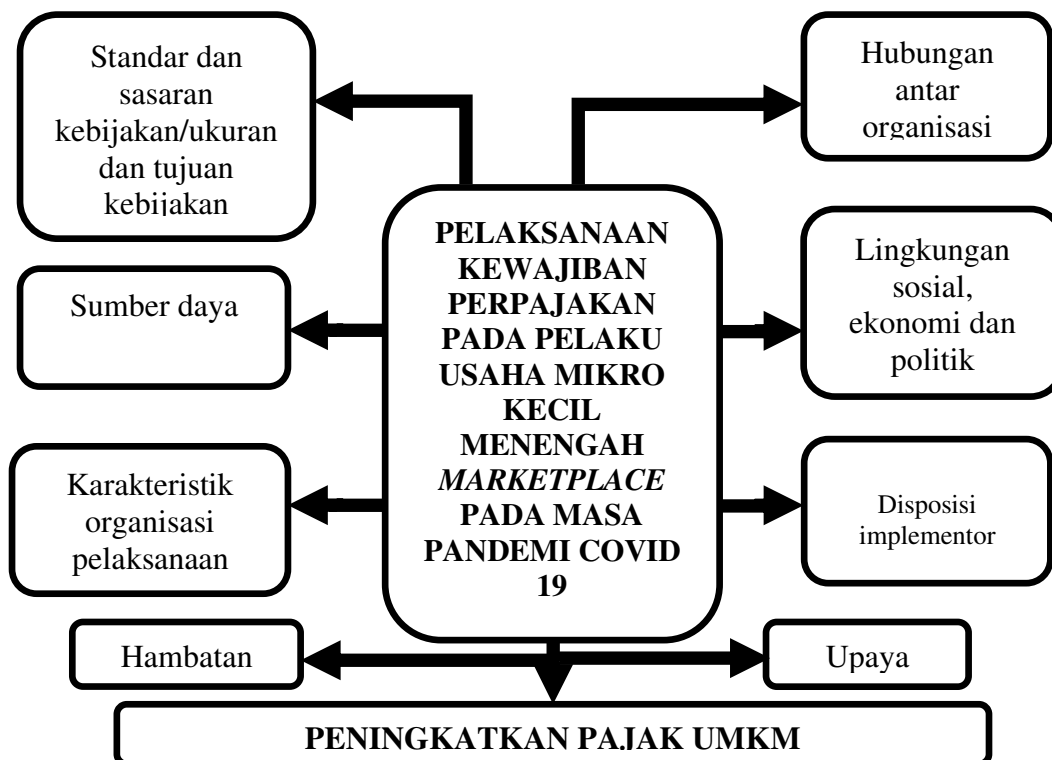 Standar dan
sasaran
kebijakan/ukuran
dan tujuan
kebijakan
Hubungan
antar
organisasi
PELAKSANAAN
KEWAJIBAN
PERPAJAKAN
PADA PELAKU
USAHA MIKRO
KECIL
MENENGAH
MARKETPLACE
PADA MASA
PANDEMI COVID
19
Sumber daya
Lingkungan
sosial,
ekonomi dan
politik
Karakteristik
organisasi
pelaksanaan
Disposisi
implementor
Hambatan
Upaya
PENINGKATKAN PAJAK UMKM